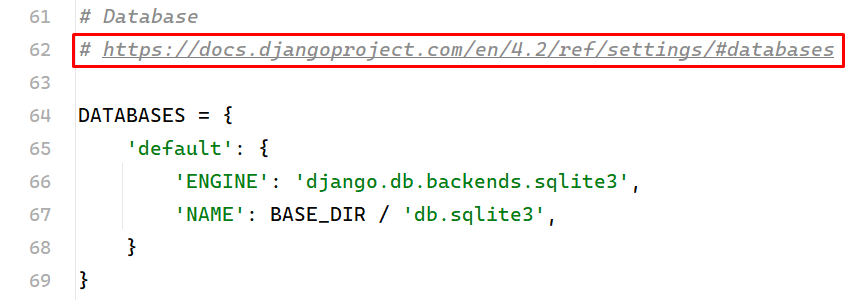 61 # Database
62 # https://docs.djangoproject.com/en/4.2/ref/settings/#databases
63
64 DATABASES = {
65     'default': {
66         'ENGINE': 'django.db.backends.sqlite3',
67         'NAME': BASE_DIR / 'db.sqlite3',
68     }
69 }